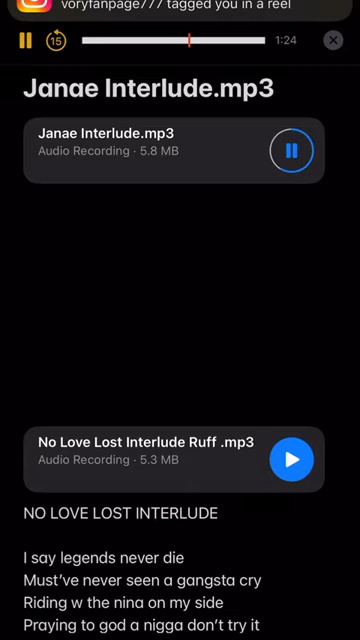 voryfanpage777 tagged you in a reel
15
1:24
Janae Interlude.mp3
Janae Interlude.mp3
Audio Recording · 5.8 MB
No Love Lost Interlude Ruff .mp3
Audio Recording · 5.3 MB
NO LOVE LOST INTERLUDE
I say legends never die
Must’ve never seen a gangsta cry
Riding w the nina on my side
Praying to god a nigga don’t try it